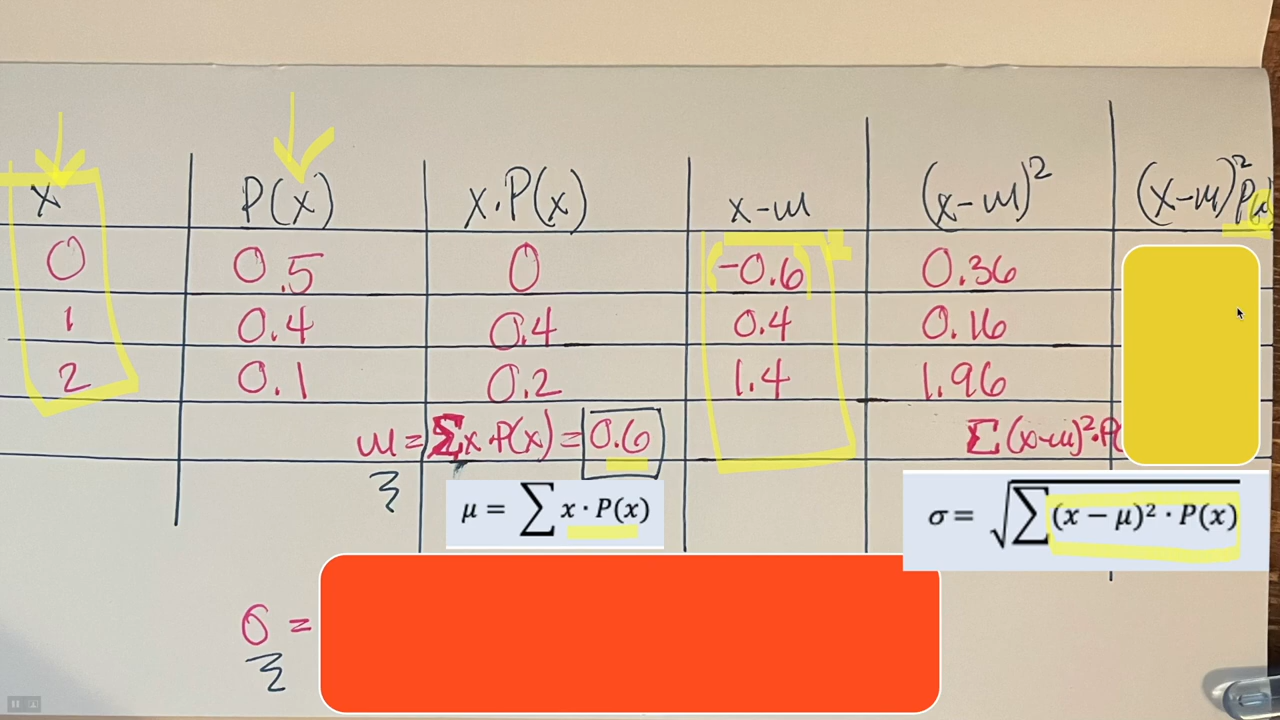 x P(x) x·P(x) x-μ (x-μ)² (x-μ)²P(x)
0 0.5 0 -0.6 0.36
1 0.4 0.4 0.4 0.16
2 0.1 0.2 1.4 1.96
μ = Σx·P(x) = 0.6 Σ(x-μ)²·P(
μ = ∑ x · P(x) σ = √∑(x − μ)² · P(x)
σ =